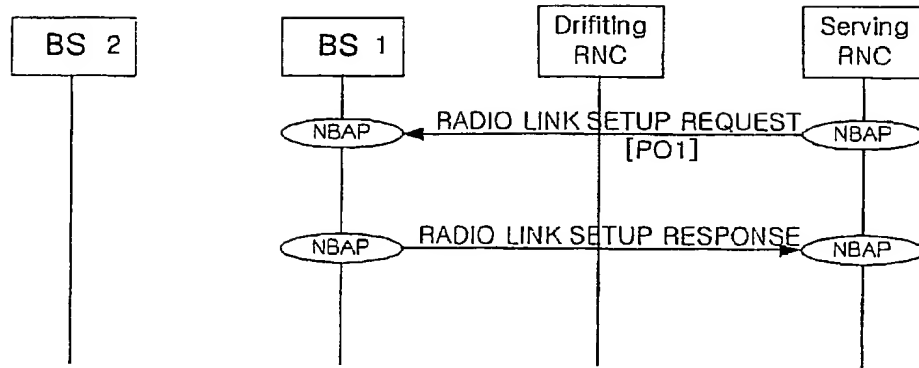 BS 2
BS 1
Drifiting
RNC
Serving
RNC
NBAP
RADIO LINK SETUP REQUEST
[PO1]
NBAP
NBAP
RADIO LINK SETUP RESPONSE
NBAP